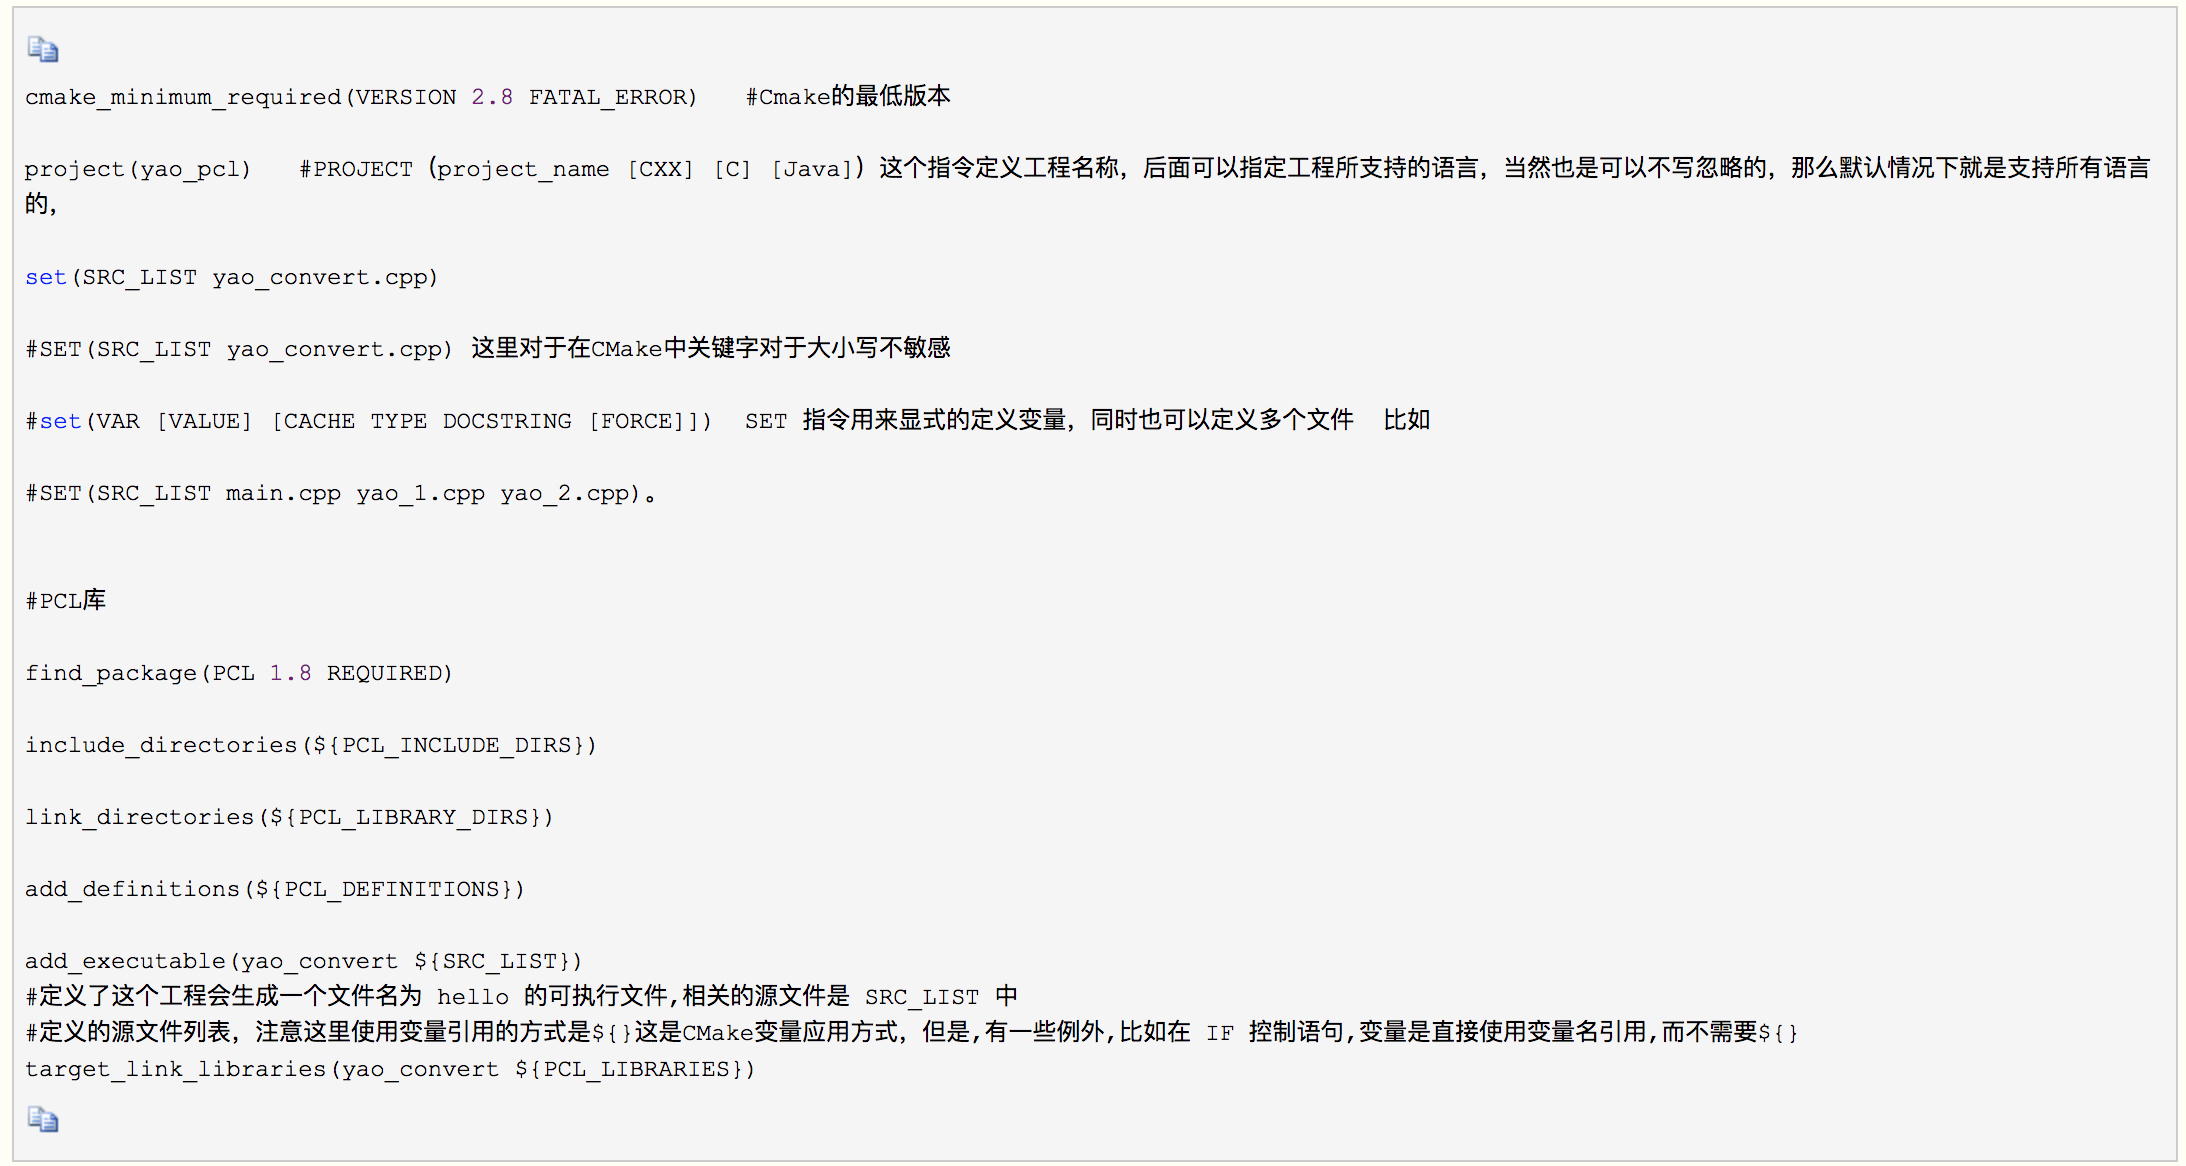 cmake_minimum_required(VERSION 2.8 FATAL_ERROR)   #Cmake的最低版本
project(yao_pcl)   #PROJECT（project_name [CXX] [C] [Java]）这个指令定义工程名称，后面可以指定工程所支持的语言，当然也是可以不写忽略的，那么默认情况下就是支持所有语言
的，
set(SRC_LIST yao_convert.cpp)
#SET(SRC_LIST yao_convert.cpp) 这里对于在CMake中关键字对于大小写不敏感
#set(VAR [VALUE] [CACHE TYPE DOCSTRING [FORCE]])  SET 指令用来显式的定义变量，同时也可以定义多个文件  比如
#SET(SRC_LIST main.cpp yao_1.cpp yao_2.cpp)。
#PCL库
find_package(PCL 1.8 REQUIRED)
include_directories(${PCL_INCLUDE_DIRS})
link_directories(${PCL_LIBRARY_DIRS})
add_definitions(${PCL_DEFINITIONS})
add_executable(yao_convert ${SRC_LIST})
#定义了这个工程会生成一个文件名为 hello 的可执行文件,相关的源文件是 SRC_LIST 中
#定义的源文件列表，注意这里使用变量引用的方式是${}这是CMake变量应用方式，但是,有一些例外,比如在 IF 控制语句,变量是直接使用变量名引用,而不需要${}
target_link_libraries(yao_convert ${PCL_LIBRARIES})